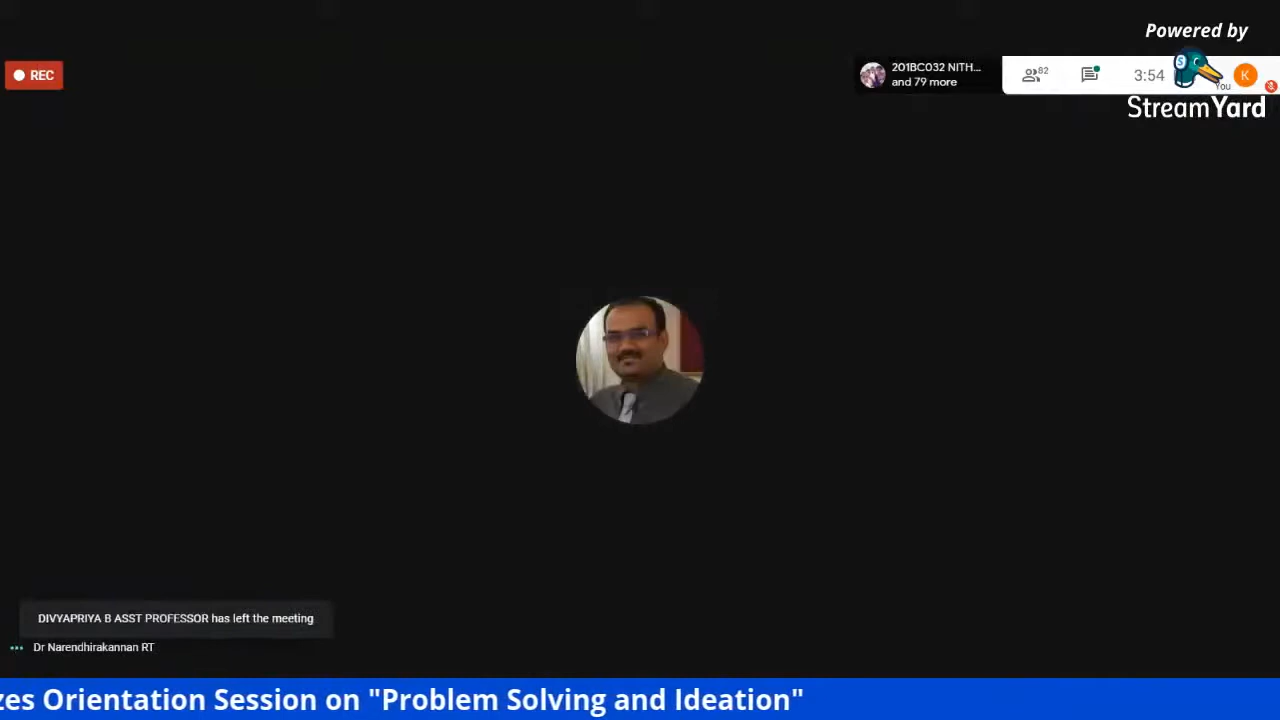 Powered by
REC
201BC032 NITH...
and 79 more
82
3:54
S
You
K
StreamYard
DIVYAPRIYA B ASST PROFESSOR has left the meeting
Dr Narendhirakannan RT
zes Orientation Session on "Problem Solving and Ideation"